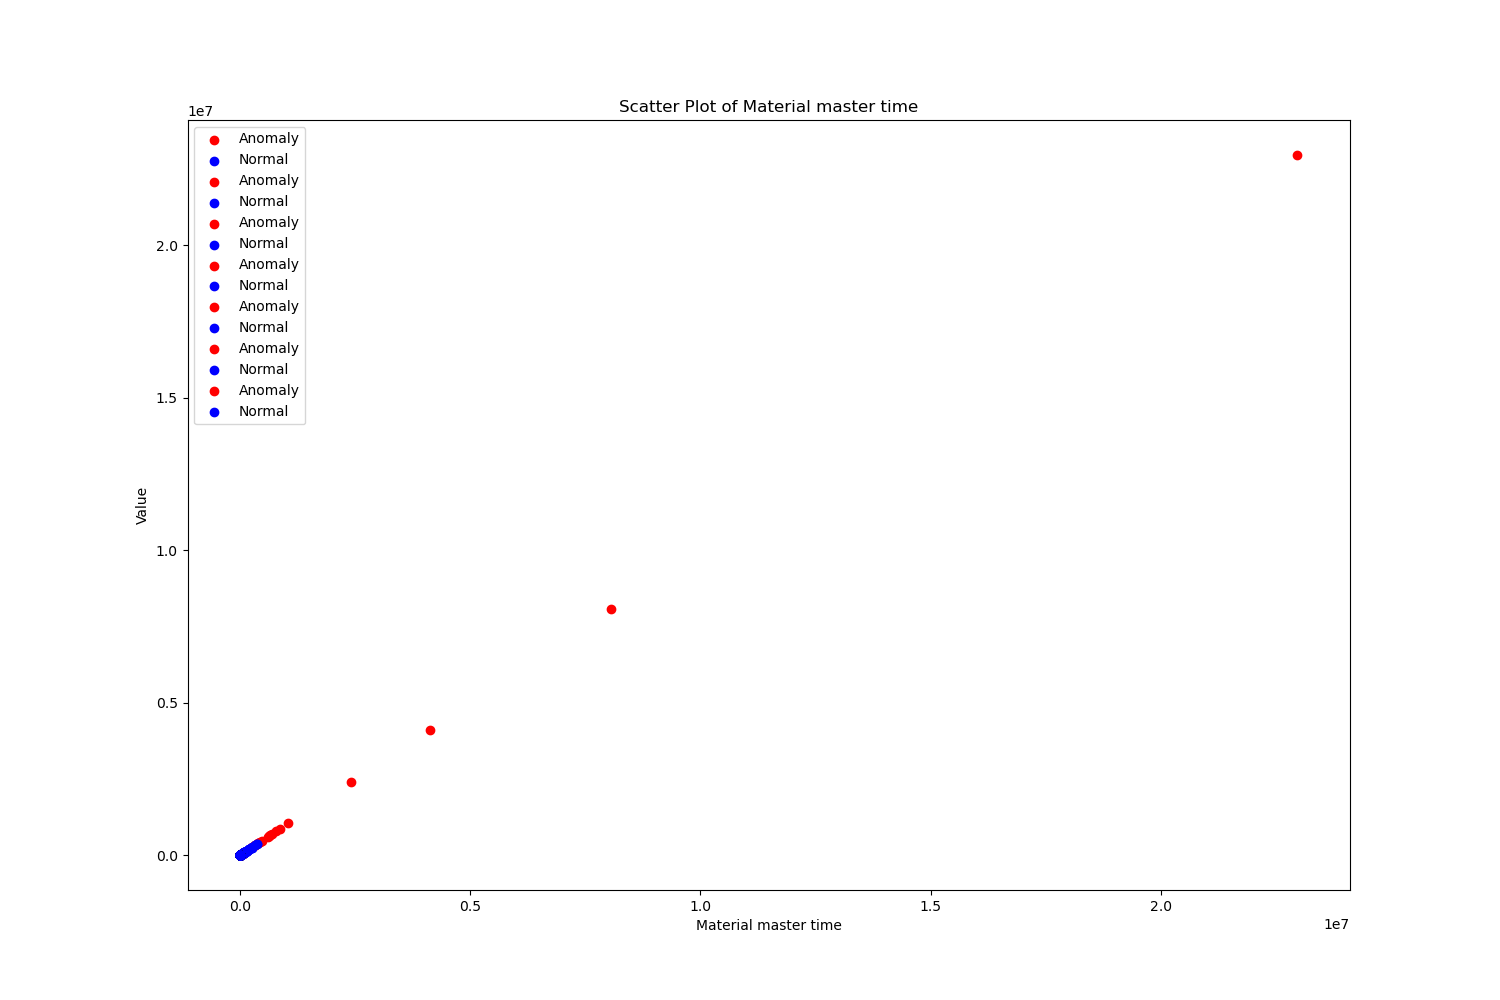 Scatter Plot of Material master time
1e7
Anomaly
Normal
Anomaly
Normal
Anomaly
Normal
Anomaly
Normal
Anomaly
Normal
Anomaly
Normal
Anomaly
Normal
2.0
1.5
1.0
0.5
0.0
Value
0.0 0.5 1.0 1.5 2.0
Material master time
1e7